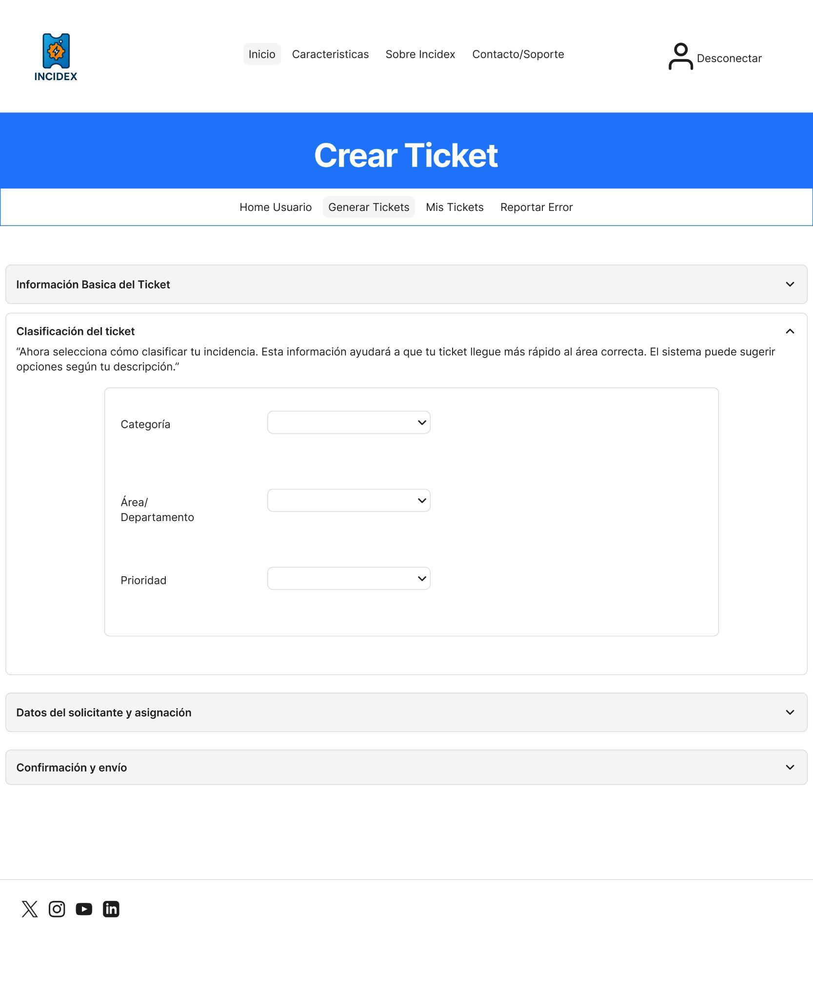 INCIDEX
Inicio
Caracteristicas
Sobre Incidex
Contacto/Soporte
Desconectar
Crear Ticket
Home Usuario
Generar Tickets
Mis Tickets
Reportar Error
Información Basica del Ticket
Clasificación del ticket
“Ahora selecciona cómo clasificar tu incidencia. Esta información ayudará a que tu ticket llegue más rápido al área correcta. El sistema puede sugerir
opciones según tu descripción.”
Categoría
Área/
Departamento
Prioridad
Datos del solicitante y asignación
Confirmación y envío